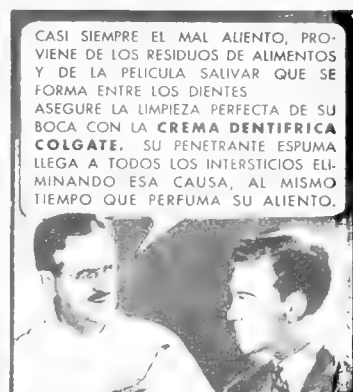 CASI SIEMPRE EL MAL ALIENTO, PRO-
VIENE DE LOS RESIDUOS DE ALIMENTOS
Y DE LA PELICULA SALIVAR QUE SE
FORMA ENTRE LOS DIENTES
ASEGURE LA LIMPIEZA PERFECTA DE SU
BOCA CON LA CREMA DENTIFRICA
COLGATE. SU PENETRANTE ESPUMA
LLEGA A TODOS LOS INTERSTICIOS ELI-
MINANDO ESA CAUSA, AL MISMO
TIEMPO QUE PERFUMA SU ALIENTO.